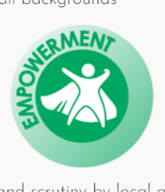 backgrounds
EMPOWERMENT
and scrutiny by local